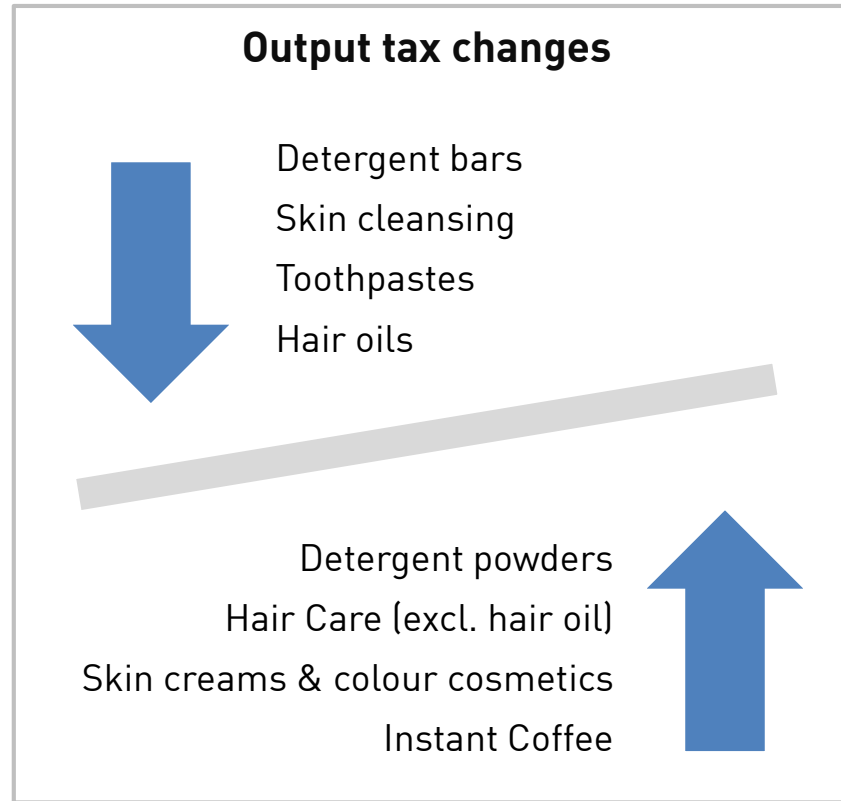 Output tax changes
Detergent bars
Skin cleansing
Toothpastes
Hair oils
Detergent powders
Hair Care (excl. hair oil)
Skin creams & colour cosmetics
Instant Coffee